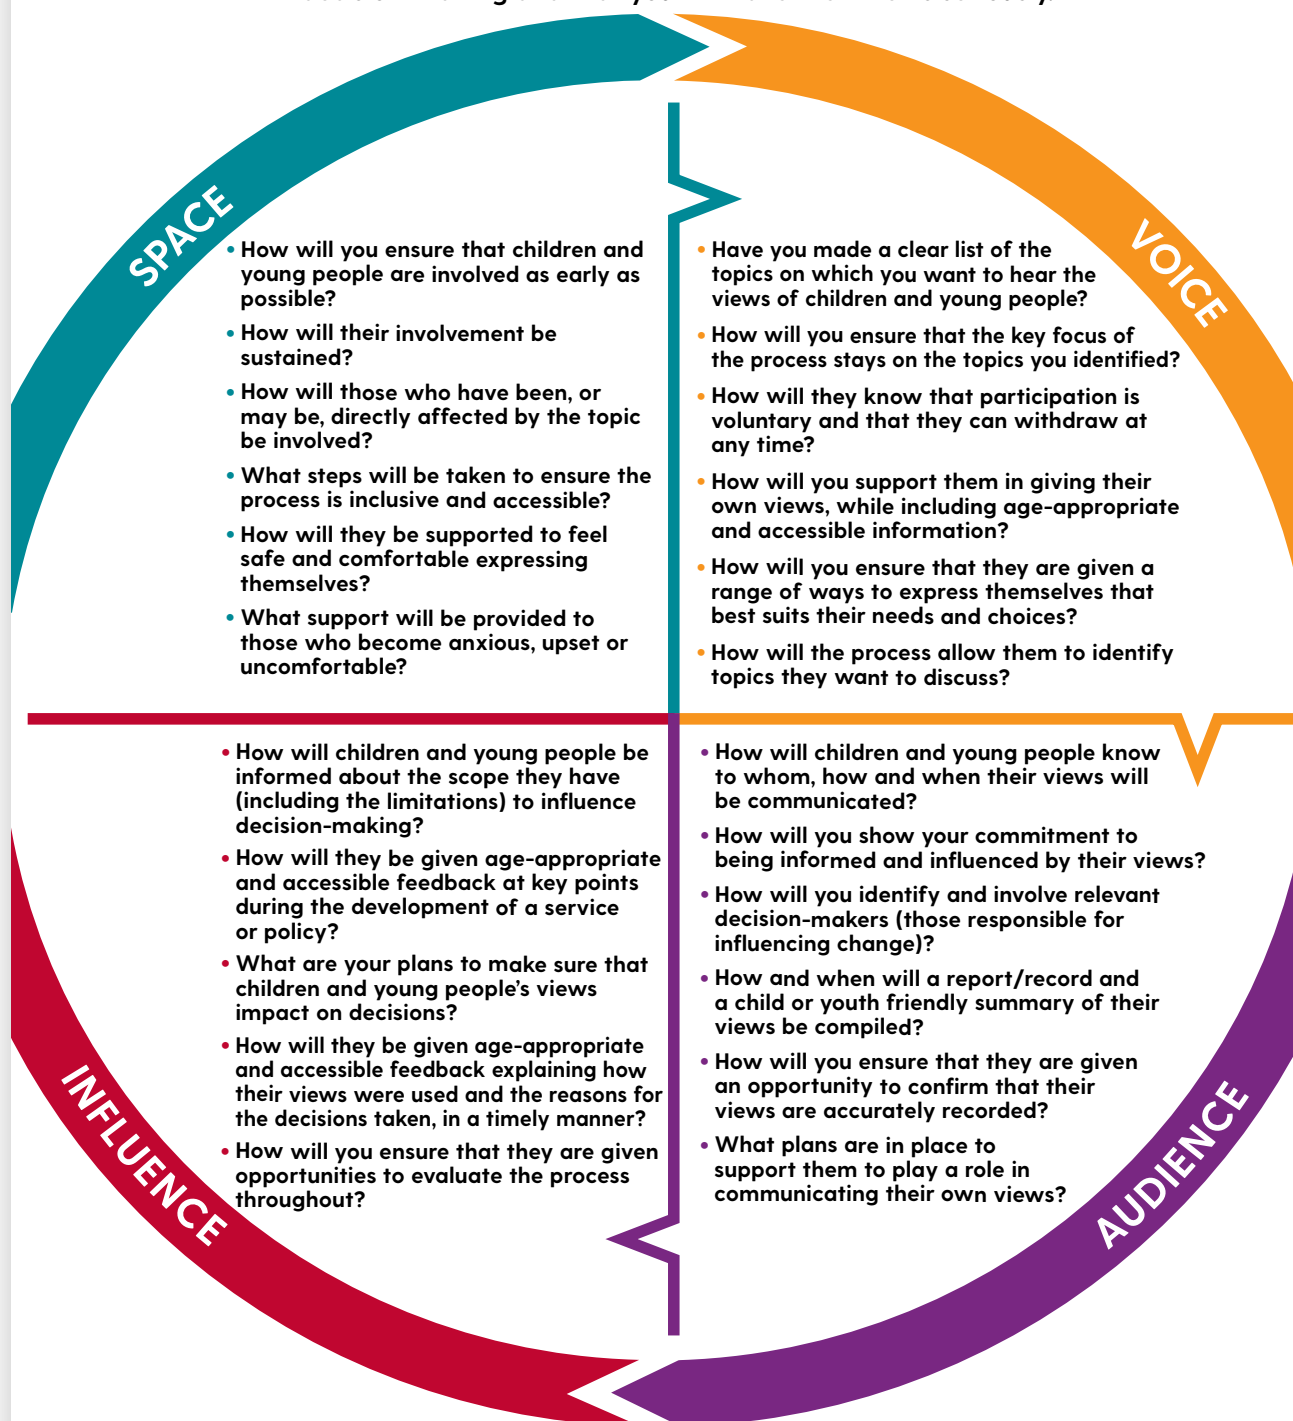 SPACE
• How will you ensure that children and
young people are involved as early as
possible?
• How will their involvement be
sustained?
• How will those who have been, or
may be, directly affected by the topic
be involved?
• What steps will be taken to ensure the
process is inclusive and accessible?
• How will they be supported to feel
safe and comfortable expressing
themselves?
• What support will be provided to
those who become anxious, upset or
uncomfortable?
VOICE
• Have you made a clear list of the
topics on which you want to hear the
views of children and young people?
• How will you ensure that the key focus of
the process stays on the topics you identified?
• How will they know that participation is
voluntary and that they can withdraw at
any time?
• How will you support them in giving their
own views, while including age-appropriate
and accessible information?
• How will you ensure that they are given a
range of ways to express themselves that
best suits their needs and choices?
• How will the process allow them to identify
topics they want to discuss?
INFLUENCE
• How will children and young people be
informed about the scope they have
(including the limitations) to influence
decision-making?
• How will they be given age-appropriate
and accessible feedback at key points
during the development of a service
or policy?
• What are your plans to make sure that
children and young people’s views
impact on decisions?
• How will they be given age-appropriate
and accessible feedback explaining how
their views were used and the reasons for
the decisions taken, in a timely manner?
• How will you ensure that they are given
opportunities to evaluate the process
throughout?
AUDIENCE
• How will children and young people know
to whom, how and when their views will
be communicated?
• How will you show your commitment to
being informed and influenced by their views?
• How will you identify and involve relevant
decision-makers (those responsible for
influencing change)?
• How and when will a report/record and
a child or youth friendly summary of their
views be compiled?
• How will you ensure that they are given
an opportunity to confirm that their
views are accurately recorded?
• What plans are in place to
support them to play a role in
communicating their own views?